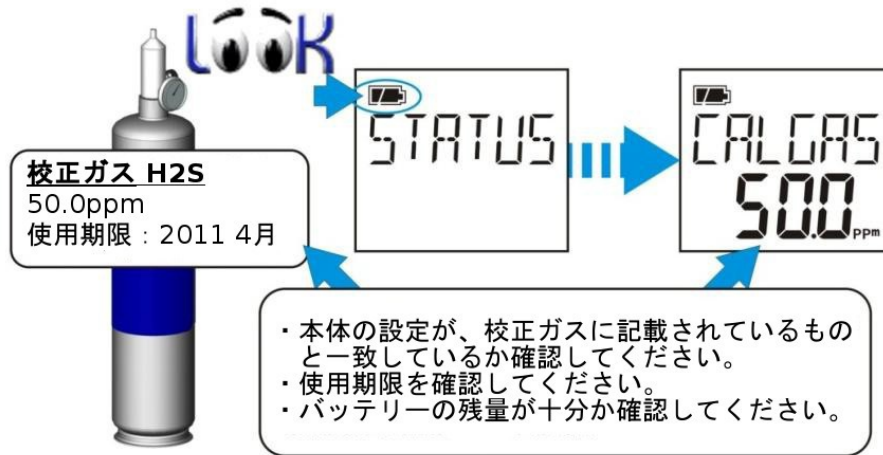 LOOK
校正ガス H2S
50.0ppm
使用期限：2011 4月
STATUS
CALGAS
50.0 PPm
・本体の設定が、校正ガスに記載されているもの
と一致しているか確認してください。
・使用期限を確認してください。
・バッテリーの残量が十分か確認してください。